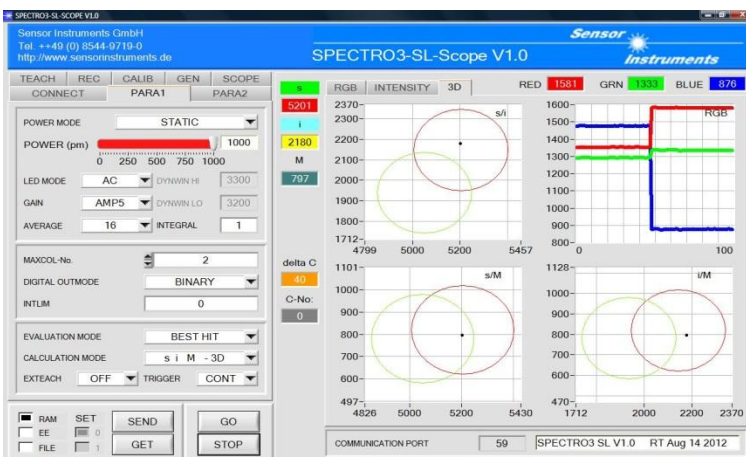 SPECTRO3-SL-SCOPE V1.0
Sensor Instruments GmbH
Tel. ++49 (0) 8544-9719-0
http://www.sensorinstruments.de
SPECTRO3-SL-Scope V1.0
Sensor
Instruments
TEACH REC CALIB GEN SCOPE
CONNECT PARA1 PARA2
POWER MODE STATIC
POWER (pm) 1000
0 250 500 750 1000
LED MODE AC DYNWIN HI 3300
GAIN AMP5 DYNWIN LO 3200
AVERAGE 16 INTEGRAL 1
MAXCOL-No. 2
DIGITAL OUTMODE BINARY
INTLIM 0
EVALUATION MODE BEST HIT
CALCULATION MODE s i M - 3D
EXTEACH OFF TRIGGER CONT
RAM SET SEND GO
EE 0
FILE 1 GET STOP
s
5201
i
2180
M
797
delta C
40
C-No:
0
RGB INTENSITY 3D RED 1581 GRN 1333 BLUE 876
s/i
2370
2300
2200
2100
2000
1900
1800
1712
4799 5000 5200 5457
RGB
1600
1500
1400
1300
1200
1100
1000
900
800
0 100
s/M
1101
1000
900
800
700
600
497
4826 5000 5200 5430
i/M
1128
1000
900
800
700
600
470
1712 2000 2200 2370
COMMUNICATION PORT 59 SPECTRO3 SL V1.0 RT Aug 14 2012